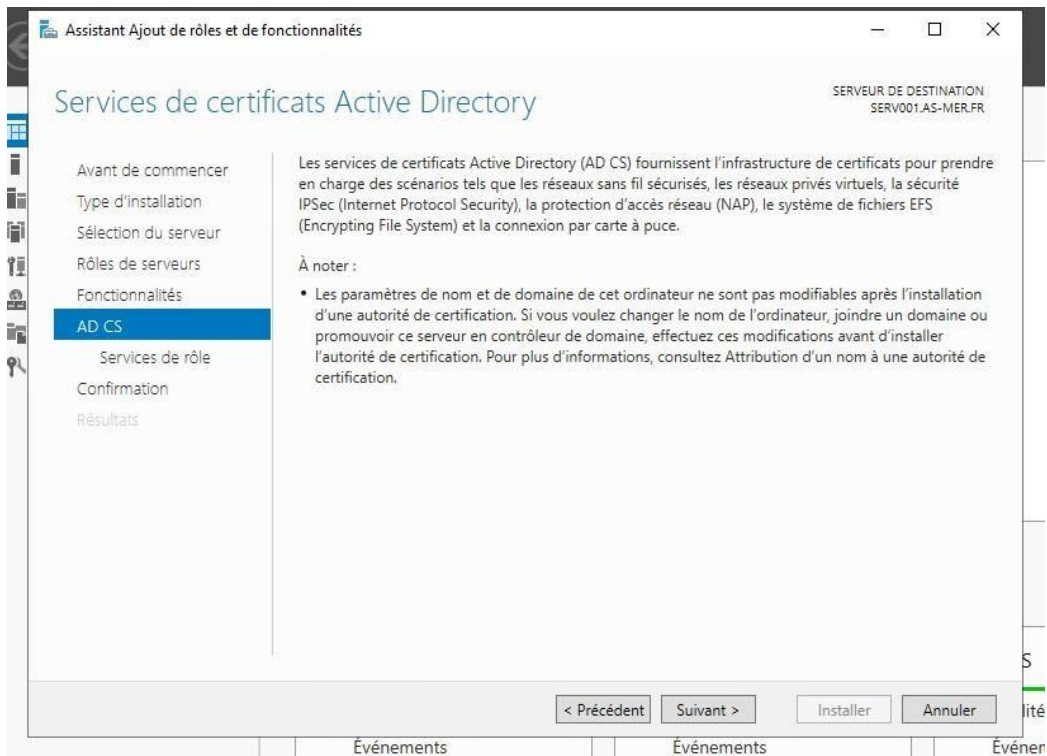 Assistant Ajout de rôles et de fonctionnalités
Services de certificats Active Directory
SERVEUR DE DESTINATION
SERV001.AS-MER.FR
Avant de commencer
Type d'installation
Sélection du serveur
Rôles de serveurs
Fonctionnalités
AD CS
Services de rôle
Confirmation
Résultats
Les services de certificats Active Directory (AD CS) fournissent l'infrastructure de certificats pour prendre
en charge des scénarios tels que les réseaux sans fil sécurisés, les réseaux privés virtuels, la sécurité
IPSec (Internet Protocol Security), la protection d'accès réseau (NAP), le système de fichiers EFS
(Encrypting File System) et la connexion par carte à puce.
À noter :
• Les paramètres de nom et de domaine de cet ordinateur ne sont pas modifiables après l'installation
d'une autorité de certification. Si vous voulez changer le nom de l'ordinateur, joindre un domaine ou
promouvoir ce serveur en contrôleur de domaine, effectuez ces modifications avant d'installer
l'autorité de certification. Pour plus d'informations, consultez Attribution d'un nom à une autorité de
certification.
< Précédent
Suivant >
Installer
Annuler
S
lité
Événements
Événements
Événer